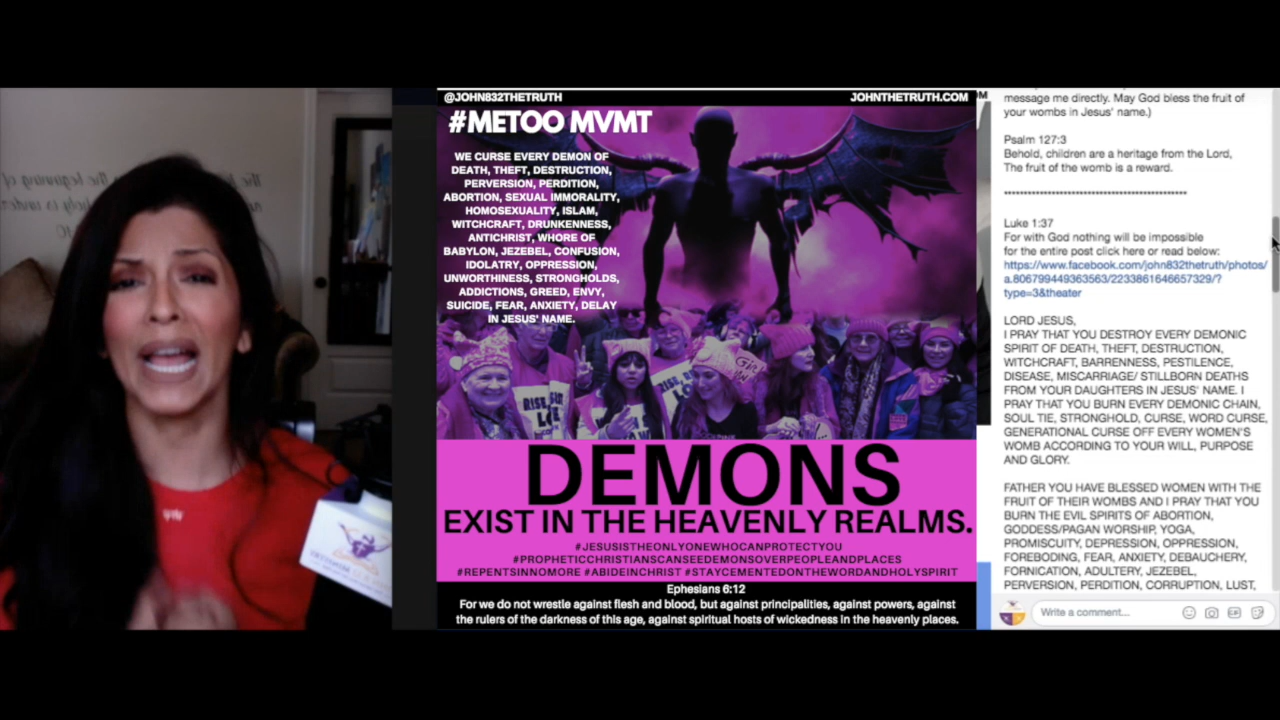 @JOHN832THETRUTH
JOHNTHETRUTH.COM
#METOO MVMT
WE CURSE EVERY DEMON OF
DEATH, THEFT, DESTRUCTION,
PERVERSION, PERDITION,
ABORTION, SEXUAL IMMORALITY,
HOMOSEXUALITY, ISLAM,
WITCHCRAFT, DRUNKENNESS,
ANTICHRIST, WHORE OF
BABYLON, JEZEBEL, CONFUSION,
IDOLATRY, OPPRESSION,
UNWORTHINESS, STRONGHOLDS,
ADDICTIONS, GREED, ENVY,
SUICIDE, FEAR, ANXIETY, DELAY
IN JESUS' NAME.
DEMONS
EXIST IN THE HEAVENLY REALMS.
#JESUSISTHEONLYONEWHOCANPROTECTYOU
#PROPHETICCHRISTIANSCANSEEDEMONSOVERPEOPLEANDPLACES
#REPENTSINNOMORE #ABIDEINCHRIST #STAYCEMENTEDONTHEWORDANDHOLYSPIRIT
Ephesians 6:12
For we do not wrestle against flesh and blood, but against principalities, against powers, against
the rulers of the darkness of this age, against spiritual hosts of wickedness in the heavenly places.
message me directly. May God bless the fruit of
your wombs in Jesus' name.)
Psalm 127:3
Behold, children are a heritage from the Lord,
The fruit of the womb is a reward.
Luke 1:37
For with God nothing will be impossible
for the entire post click here or read below:
https://www.facebook.com/john832thetruth/photos/
a.806799449363563/2233861646657329/?
type=3&theater
LORD JESUS,
I PRAY THAT YOU DESTROY EVERY DEMONIC
SPIRIT OF DEATH, THEFT, DESTRUCTION,
WITCHCRAFT, BARRENNESS, PESTILENCE,
DISEASE, MISCARRIAGE/ STILLBORN DEATHS
FROM YOUR DAUGHTERS IN JESUS' NAME. I
PRAY THAT YOU BURN EVERY DEMONIC CHAIN,
SOUL TIE, STRONGHOLD, CURSE, WORD CURSE,
GENERATIONAL CURSE OFF EVERY WOMEN'S
WOMB ACCORDING TO YOUR WILL, PURPOSE
AND GLORY.
FATHER YOU HAVE BLESSED WOMEN WITH THE
FRUIT OF THEIR WOMBS AND I PRAY THAT YOU
BURN THE EVIL SPIRITS OF ABORTION,
GODDESS/PAGAN WORSHIP, YOGA,
PROMISCUITY, DEPRESSION, OPPRESSION,
FOREBODING, FEAR, ANXIETY, DEBAUCHERY,
FORNICATION, ADULTERY, JEZEBEL,
PERVERSION, PERDITION, CORRUPTION, LUST,
Write a comment...